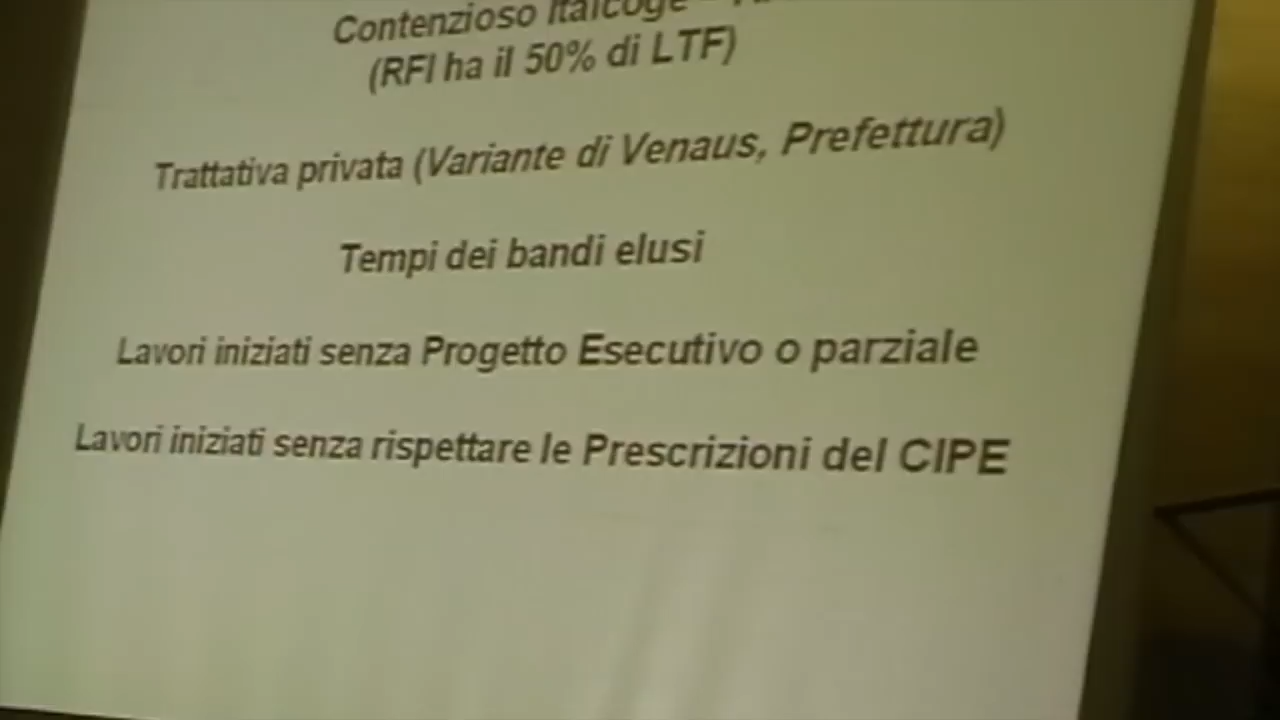 Contenzioso Italcoge -
(RFI ha il 50% di LTF)
Trattativa privata (Variante di Venaus, Prefettura)
Tempi dei bandi elusi
Lavori iniziati senza Progetto Esecutivo o parziale
Lavori iniziati senza rispettare le Prescrizioni del CIPE